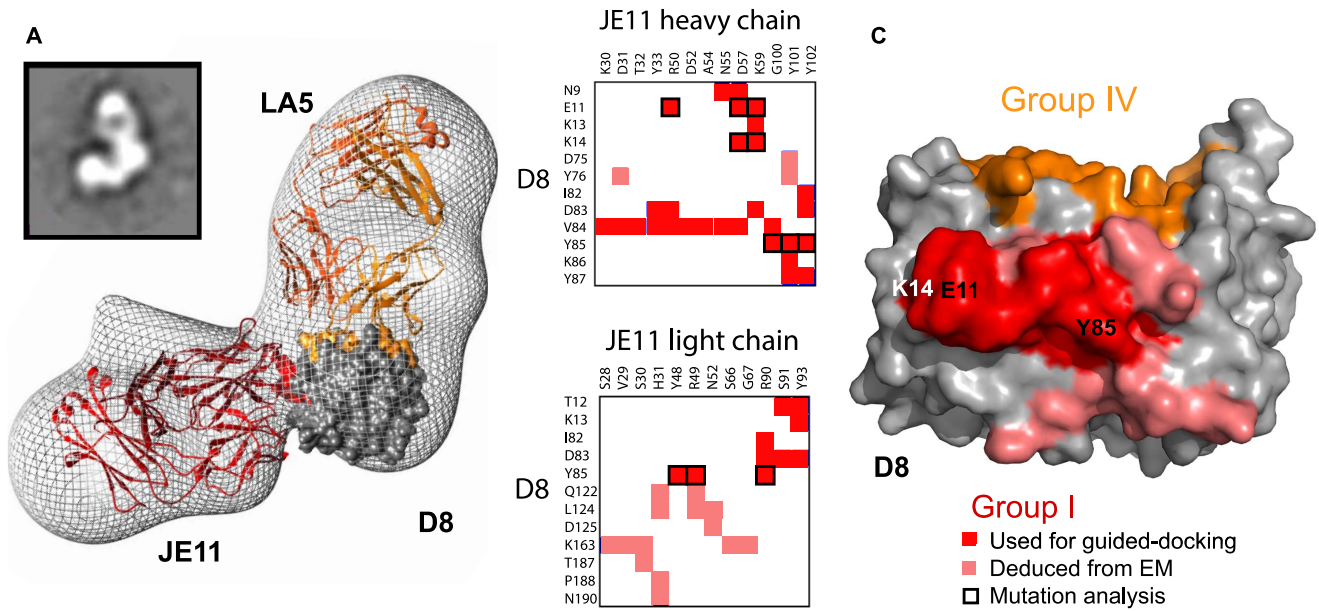 A
LA5
JE11
D8
JE11 heavy chain
K30 D31 T32 Y33 R50 D52 A54 N55 D57 K59 G100 Y101 Y102
D8
N9
E11
K13
K14
D75
Y76
I82
D83
V84
Y85
K86
Y87
JE11 light chain
S28 V29 S30 H31 Y48 R49 N52 S66 G67 R90 S91 Y93
D8
T12
K13
I82
D83
Y85
Q122
L124
D125
K163
T187
P188
N190
C
Group IV
K14 E11
Y85
D8
Group I
Used for guided-docking
Deduced from EM
Mutation analysis